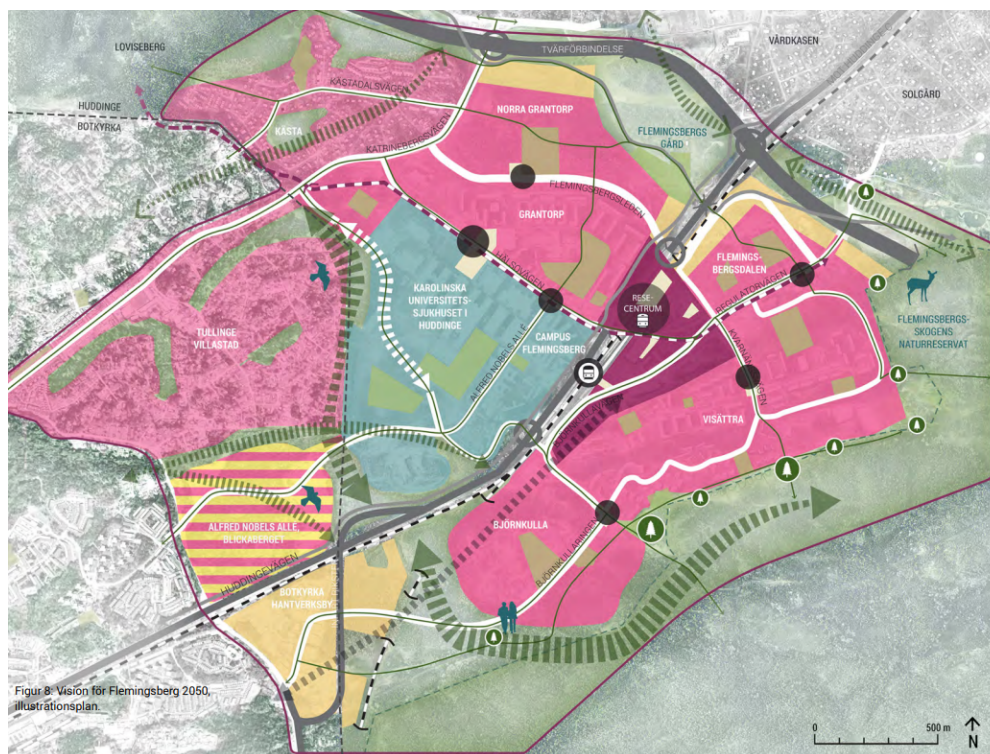 LOVISEBERG
TVÄRFÖRBINDELSE
VÅRDKASEN
SOLGÅRD
KÄSTADALSVÄGEN
NORRA GRANTORP
HUDDINGE
BOTKYRKA
KÄSTA
FLEMINGSBERGS
GÅRD
KATRINEBERGSVÄGEN
FLEMINGSBERGSLEDEN
GRANTORP
HÄLSOVÄGEN
FLEMINGS-
BERGSDALEN
KAROLINSKA
UNIVERSITETS-
SJUKHUSET I
HUDDINGE
RESE-
CENTRUM
REGULATORVÄGEN
FLEMINGSBERGS-
SKOGENS
NATURRESERVAT
TULLINGE
VILLASTAD
CAMPUS
FLEMINGSBERG
ALFRED NOBELS ALLÉ
VISÄTTRA
BJÖRNKULLA
ALFRED NOBELS ALLE,
BLICKABERGET
BJÖRNKULLARINGEN
HUDDINGEVÄGEN
BOTKYRKA
HANTVERKSBY
Figur 8: Vision för Flemingsberg 2050,
illustrationsplan.
0 500 m
N